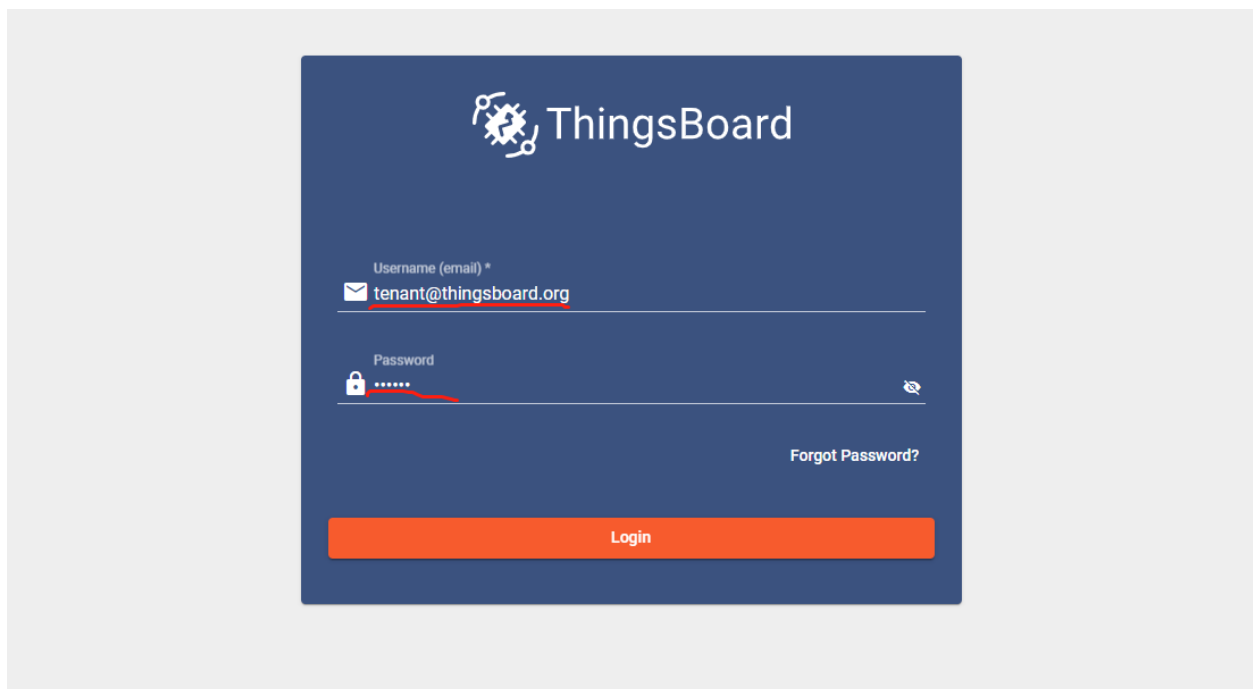 ThingsBoard
Username (email) *
tenant@thingsboard.org
Password
••••••
Forgot Password?
Login